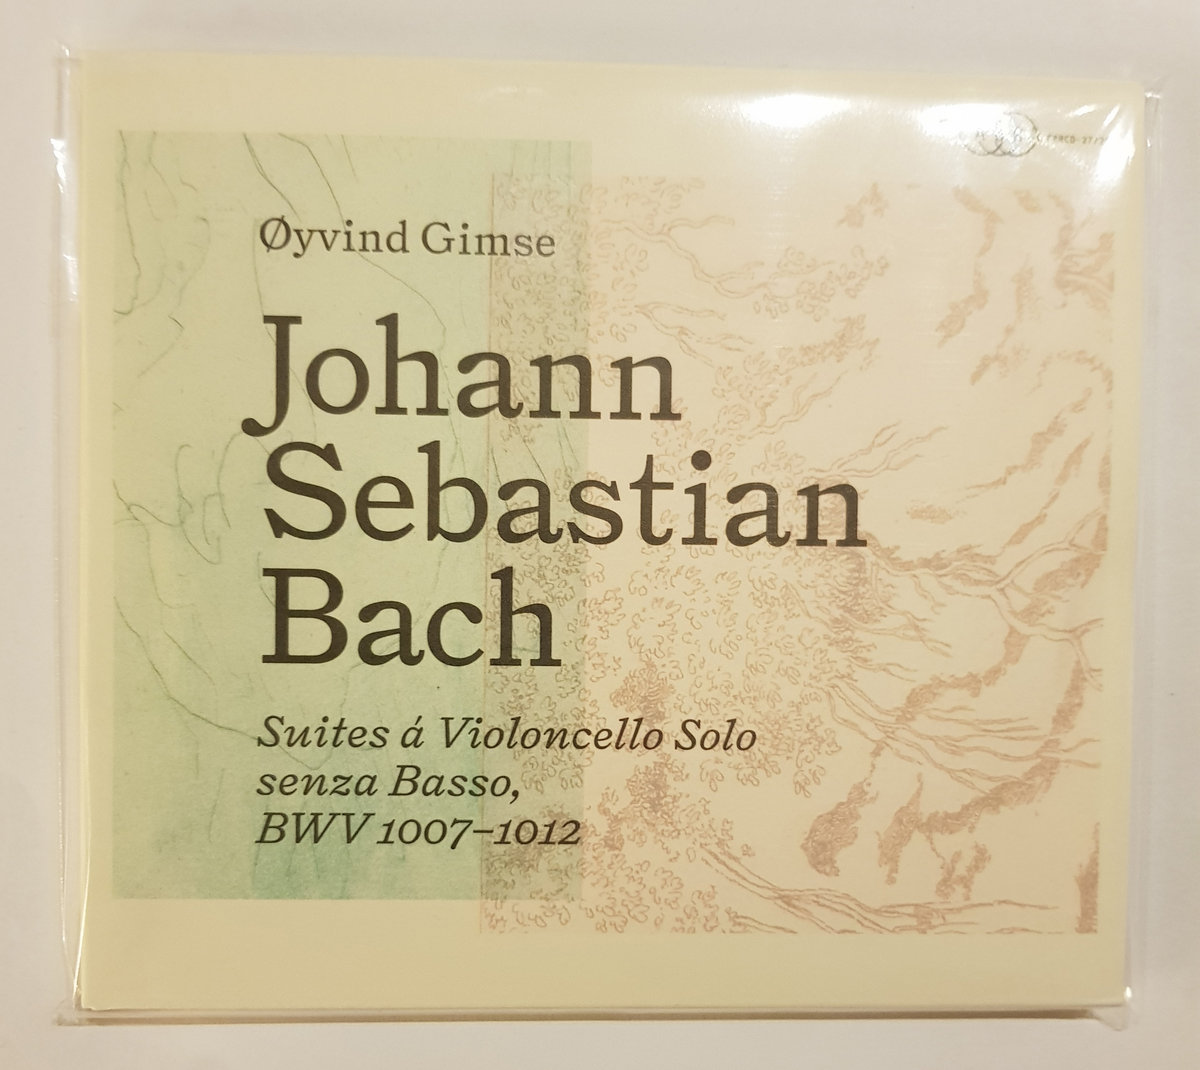 Øyvind Gimse
Johann
Sebastian
Bach
Suites á Violoncello Solo
senza Basso,
BWV 1007–1012